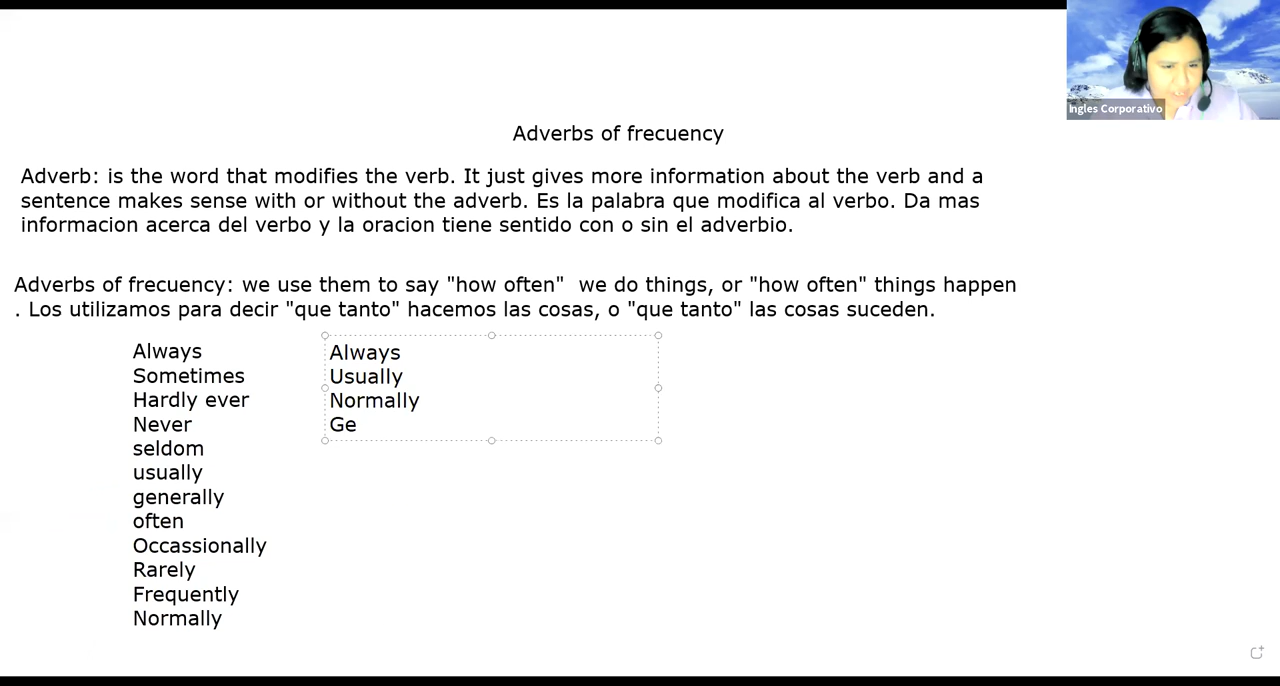 Ingles Corporativo
Adverbs of frecuency
Adverb: is the word that modifies the verb. It just gives more information about the verb and a
sentence makes sense with or without the adverb. Es la palabra que modifica al verbo. Da mas
informacion acerca del verbo y la oracion tiene sentido con o sin el adverbio.
Adverbs of frecuency: we use them to say "how often"  we do things, or "how often" things happen
. Los utilizamos para decir "que tanto" hacemos las cosas, o "que tanto" las cosas suceden.
Always
Sometimes
Hardly ever
Never
seldom
usually
generally
often
Occassionally
Rarely
Frequently
Normally
Always
Usually
Normally
Ge